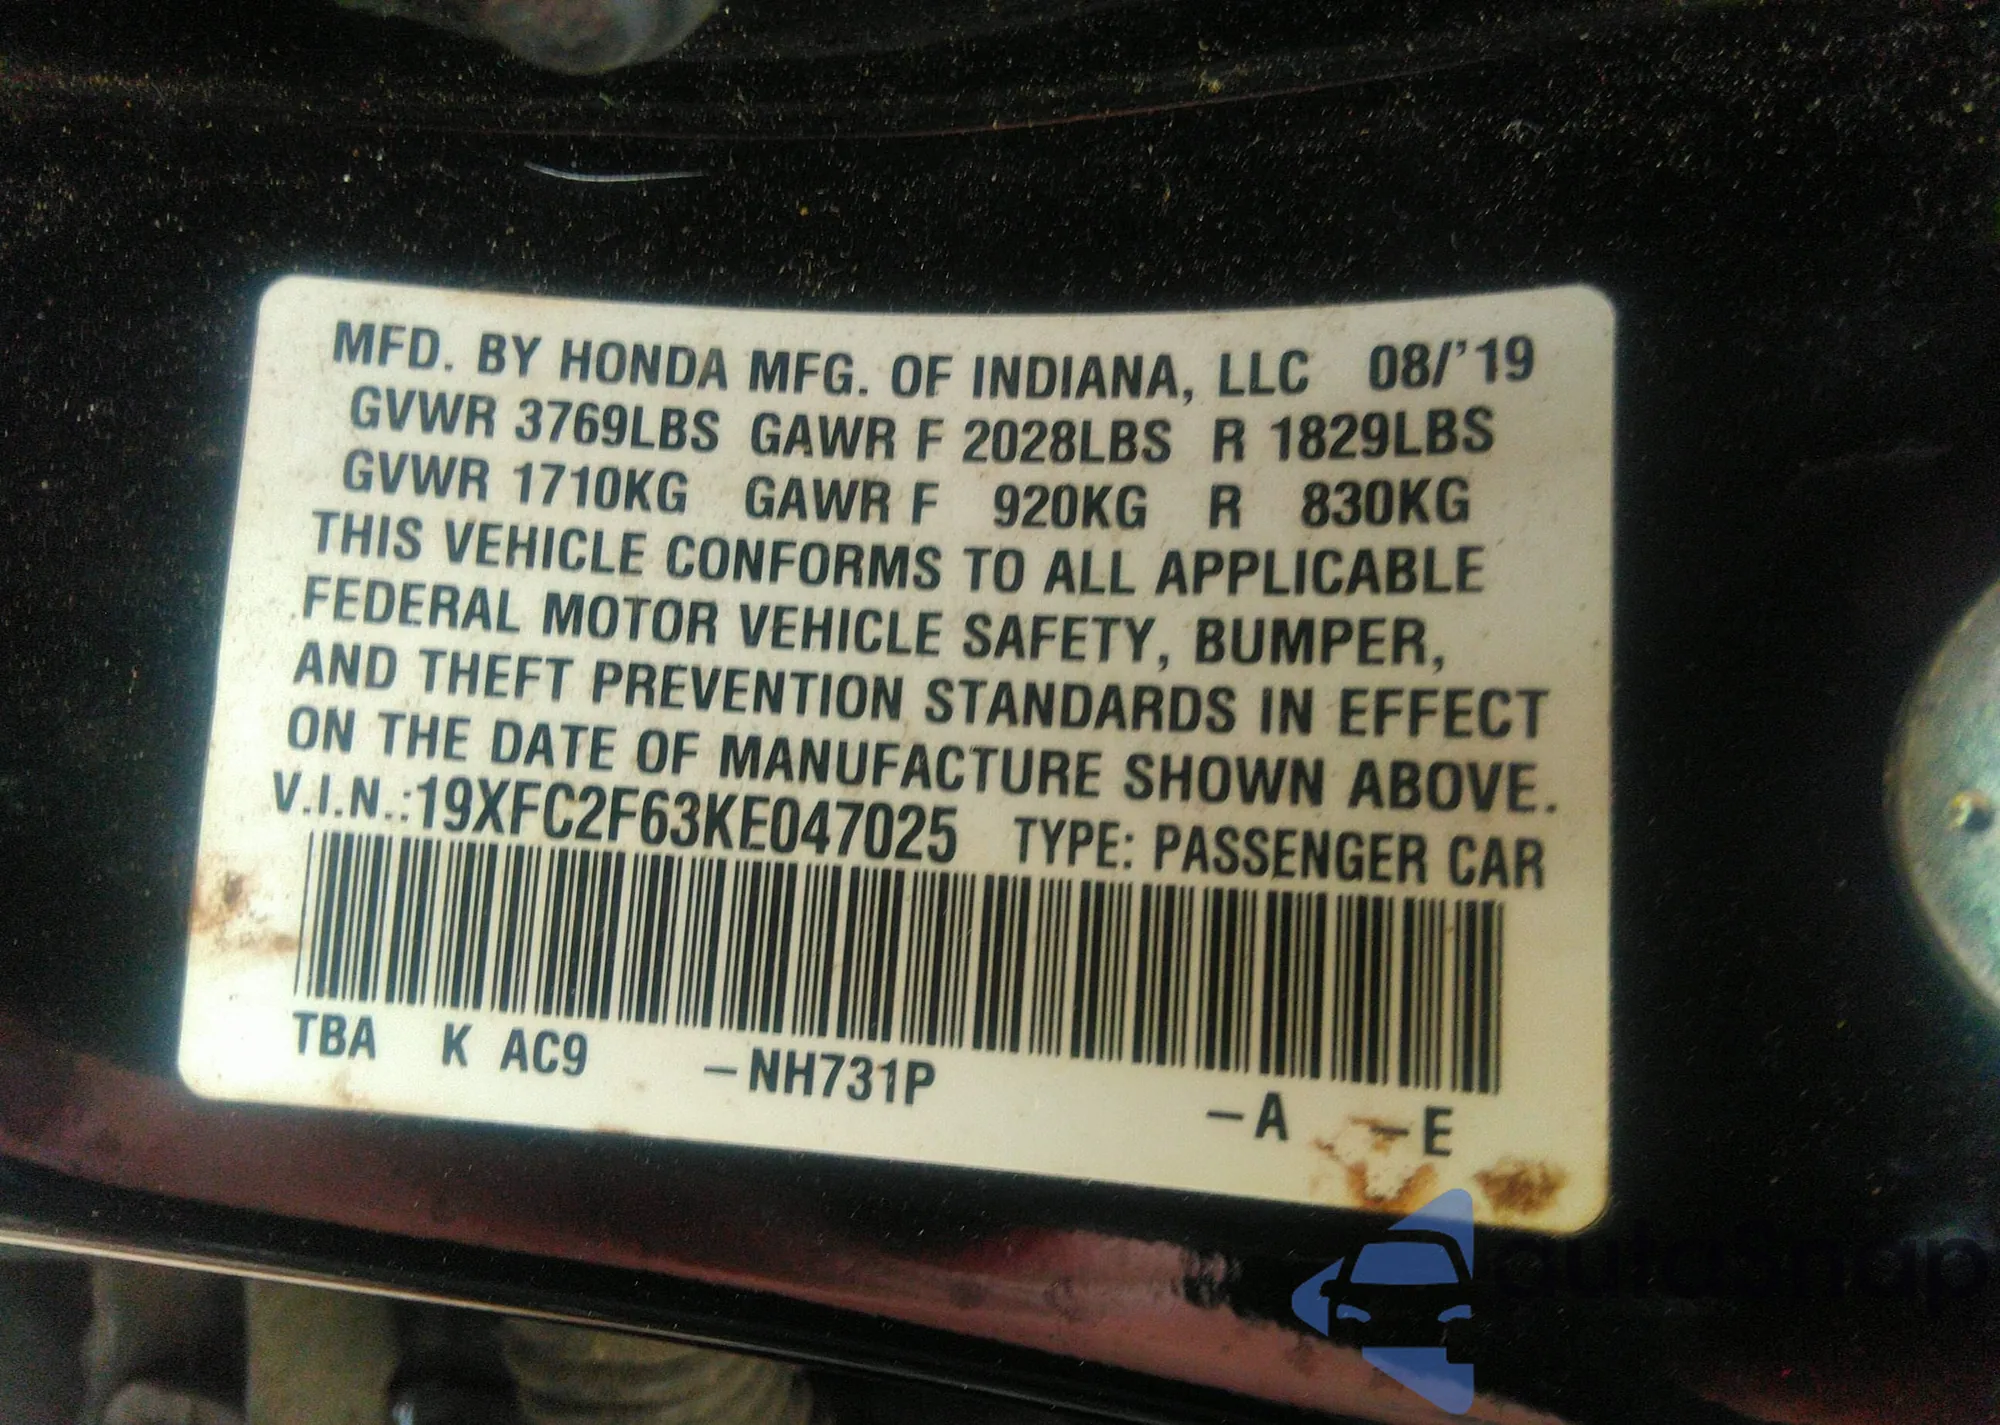 MFD. BY HONDA MFG. OF INDIANA, LLC 08/'19
GVWR 3769LBS GAWR F 2028LBS R 1829LBS
GVWR 1710KG GAWR F 920KG R 830KG
THIS VEHICLE CONFORMS TO ALL APPLICABLE
FEDERAL MOTOR VEHICLE SAFETY, BUMPER,
AND THEFT PREVENTION STANDARDS IN EFFECT
ON THE DATE OF MANUFACTURE SHOWN ABOVE.
V.I.N.:19XFC2F63KE047025 TYPE: PASSENGER CAR
TBA K AC9 –NH731P –A –E
autosnap